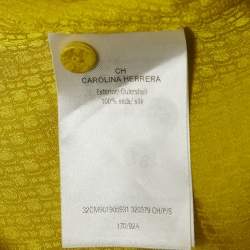 CH
CAROLINA HERRERA
Exterior/Outershell
100% seda/ silk
170/92A